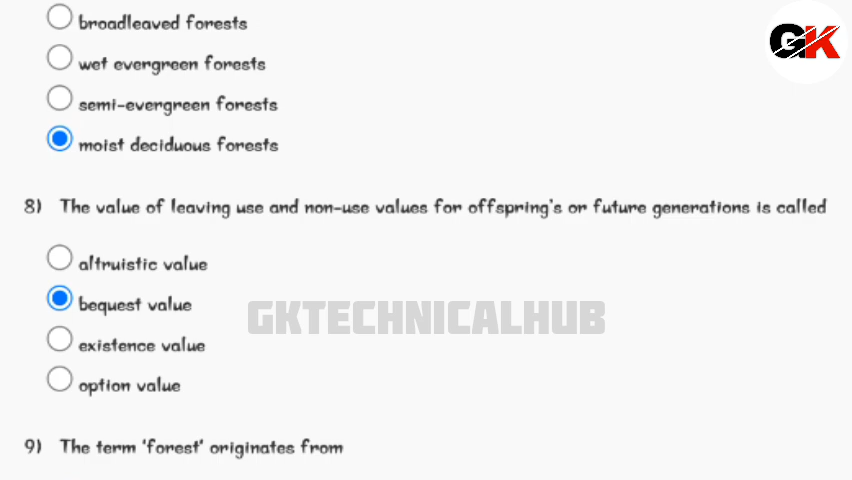 broadleaved forests
GK
wet evergreen forests
semi-evergreen forests
moist deciduous forests
8) The value of leaving use and non-use values for offspring's or future generations is called
altruistic value
bequest value
GKTECHNICALHUB
existence value
option value
9) The term 'forest' originates from